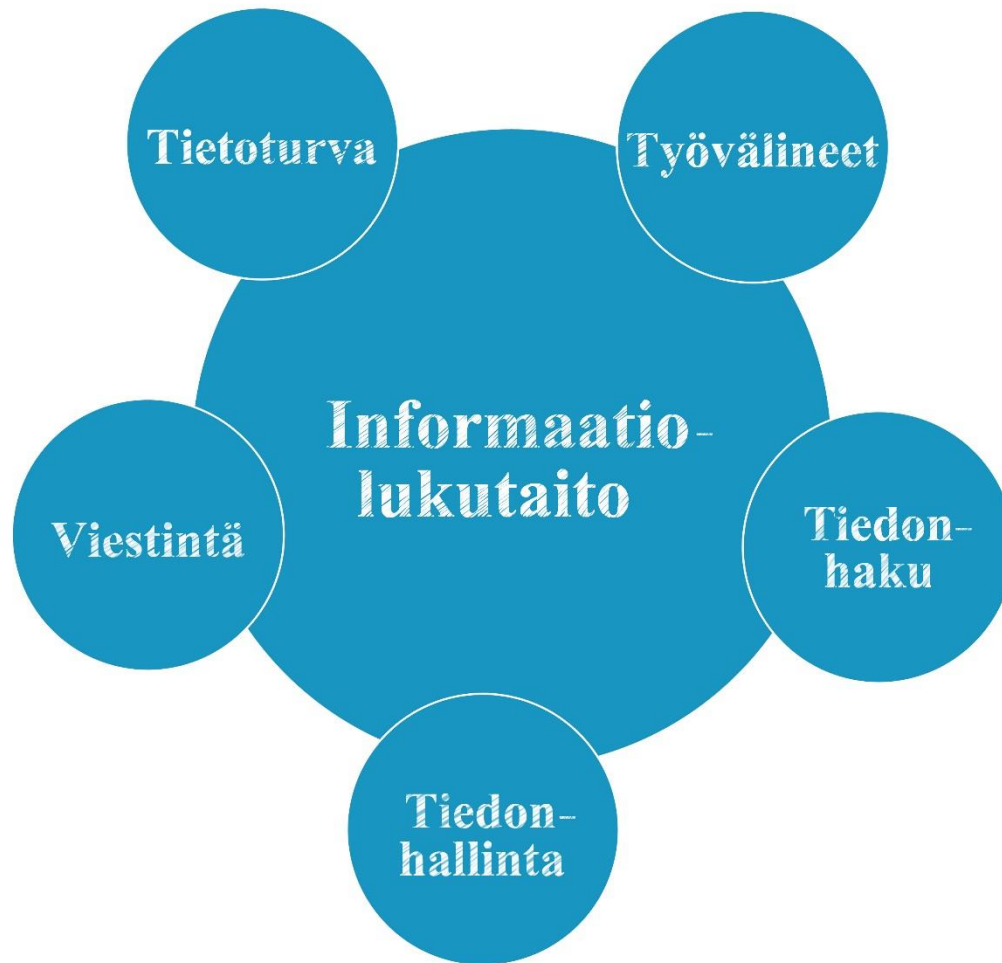 Tietoturva
Työvälineet
Informaatio-
lukutaito
Viestintä
Tiedon-
haku
Tiedon-
hallinta